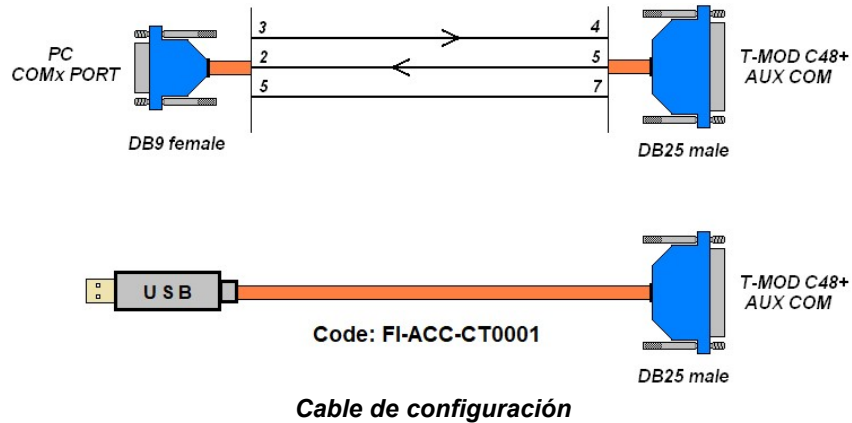 3 4
PC
COMx PORT
2 5
T-MOD C48+
AUX COM
5 7
DB9 female
DB25 male
USB
T-MOD C48+
AUX COM
Code: FI-ACC-CT0001
DB25 male
Cable de configuración